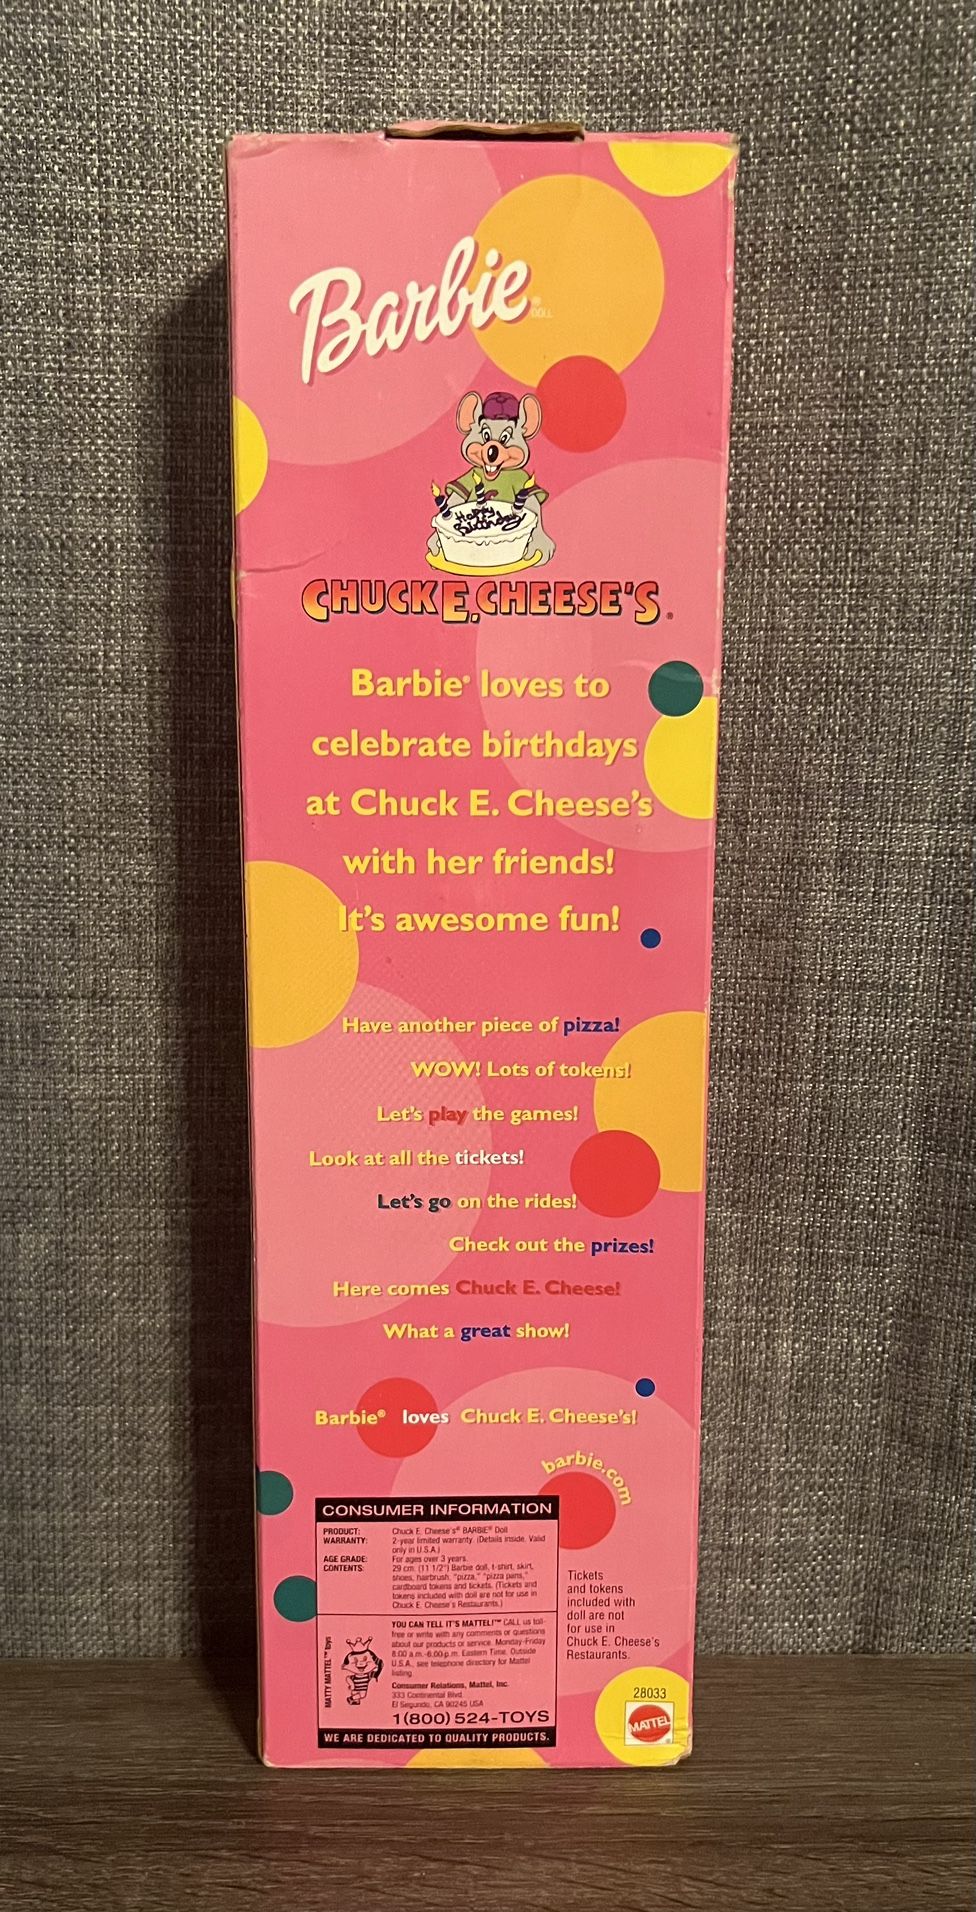 Barbie®
DOLL
Happy
Birthday
CHUCK E. CHEESE'S®
Barbie® loves to
celebrate birthdays
at Chuck E. Cheese's
with her friends!
It's awesome fun!
Have another piece of pizza!
WOW! Lots of tokens!
Let's play the games!
Look at all the tickets!
Let's go on the rides!
Check out the prizes!
Here comes Chuck E. Cheese!
What a great show!
Barbie® loves Chuck E. Cheese's!
barbie.com
CONSUMER INFORMATION
PRODUCT: Chuck E. Cheese's® BARBIE® Doll
WARRANTY: 2-year limited warranty. (Details inside. Valid
only in U.S.A.)
AGE GRADE: For ages over 3 years.
CONTENTS: 29 cm. (11 1/2") Barbie doll, t-shirt, skirt,
shoes, hairbrush, "pizza," "pizza pans,"
cardboard tokens and tickets. (Tickets and
tokens included with doll are not for use in
Chuck E. Cheese's Restaurants.)
MATTY MATTEL™ toys
YOU CAN TELL IT'S MATTEL!™ CALL us toll-
free or write with any comments or questions
about our products or service. Monday-Friday
8:00 a.m.-6:00 p.m. Eastern Time. Outside
U.S.A., see telephone directory for Mattel
listing.
Consumer Relations, Mattel, Inc.
333 Continental Blvd.
El Segundo, CA 90245 USA
1(800) 524-TOYS
WE ARE DEDICATED TO QUALITY PRODUCTS.
Tickets
and tokens
included with
doll are not
for use in
Chuck E. Cheese's
Restaurants.
28033
MATTEL®